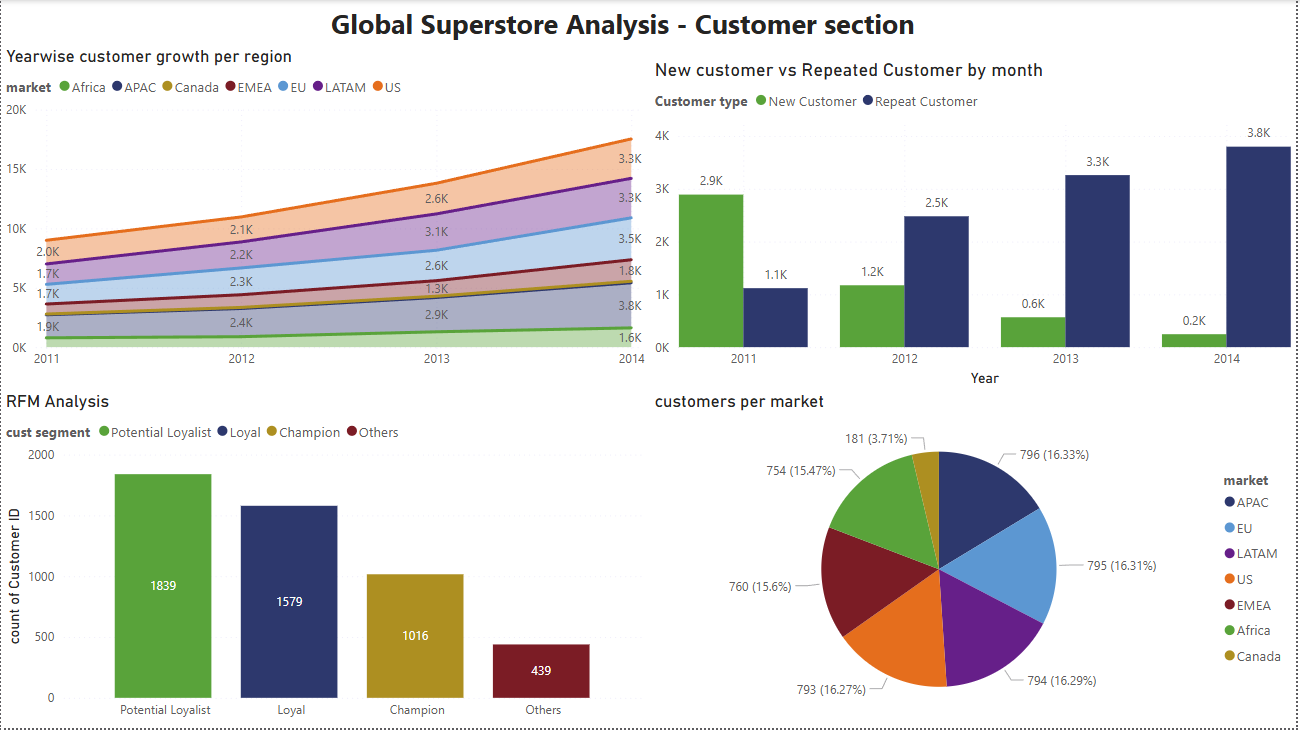 Global Superstore Analysis - Customer section
Yearwise customer growth per region
market Africa APAC Canada EMEA EU LATAM US
20K
15K
10K
5K
0K
2.0K
1.7K
1.7K
1.9K
2.1K
2.2K
2.3K
2.4K
2.6K
3.1K
2.6K
1.3K
2.9K
3.3K
3.3K
3.5K
1.8K
3.8K
1.6K
2011 2012 2013 2014
New customer vs Repeated Customer by month
Customer type New Customer Repeat Customer
4K
3K
2K
1K
0K
2.9K
1.1K
1.2K
2.5K
0.6K
3.3K
0.2K
3.8K
2011 2012 2013 2014
Year
RFM Analysis
cust segment Potential Loyalist Loyal Champion Others
count of Customer ID
2000
1500
1000
500
0
1839
1579
1016
439
Potential Loyalist Loyal Champion Others
customers per market
181 (3.71%)
796 (16.33%)
754 (15.47%)
795 (16.31%)
760 (15.6%)
794 (16.29%)
793 (16.27%)
market
APAC
EU
LATAM
US
EMEA
Africa
Canada